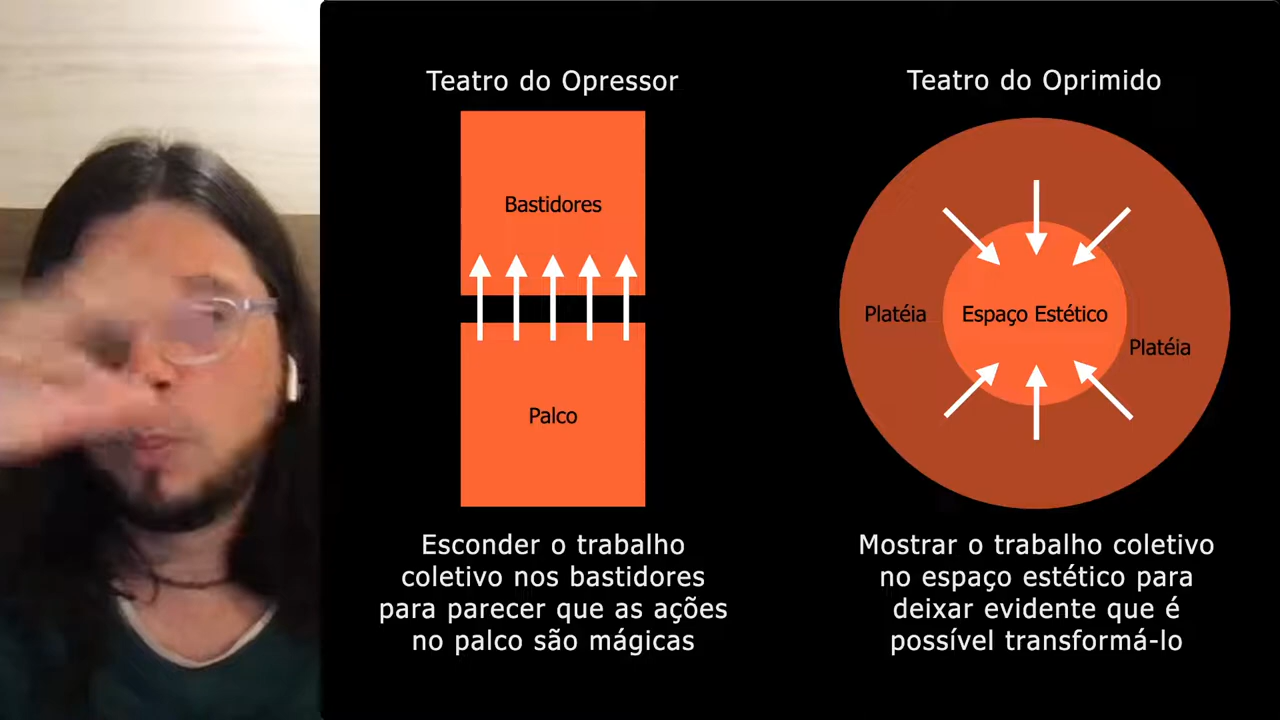 Teatro do Opressor
Bastidores
Palco
Esconder o trabalho
coletivo nos bastidores
para parecer que as ações
no palco são mágicas
Teatro do Oprimido
Platéia
Espaço Estético
Platéia
Mostrar o trabalho coletivo
no espaço estético para
deixar evidente que é
possível transformá-lo